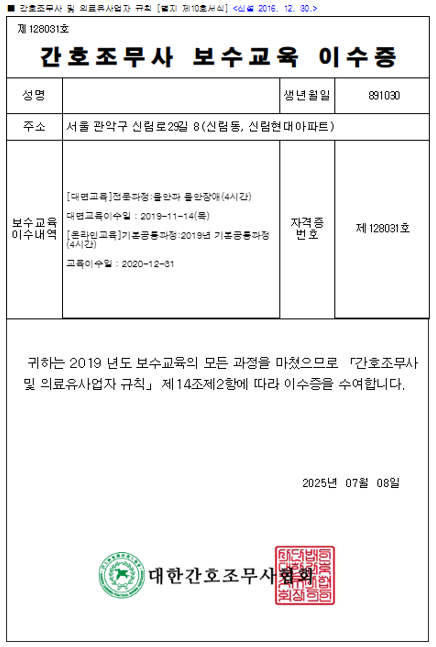 ■ 간호조무사 및 의료유사업자 규칙 [별지 제10호서식] <신설 2016. 12. 30.>
제 128031호
간호조무사 보수교육 이수증
성명
생년월일 891030
주소 서울 관악구 신림로29길 8 (신림동, 신림현대아파트)
보수교육
이수내역
[대면교육]전문과정:불안과 불안장애(4시간)
대면교육이수일 : 2019-11-14(목)
[온라인교육]기본공통과정:2019년 기본공통과정
(4시간)
교육이수일 : 2020-12-31
자격증
번호
제 128031호
귀하는 2019 년도 보수교육의 모든 과정을 마쳤으므로 「간호조무사
및 의료유사업자 규칙」 제14조제2항에 따라 이수증을 수여합니다.
2025년 07월 08일
대한간호조무사협회